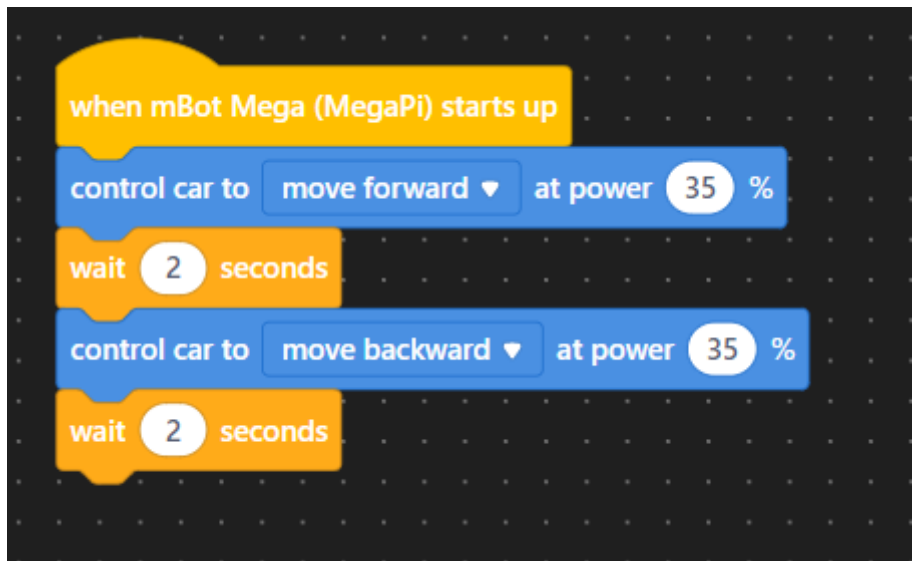 when mBot Mega (MegaPi) starts up
control car to move forward at power 35 %
wait 2 seconds
control car to move backward at power 35 %
wait 2 seconds